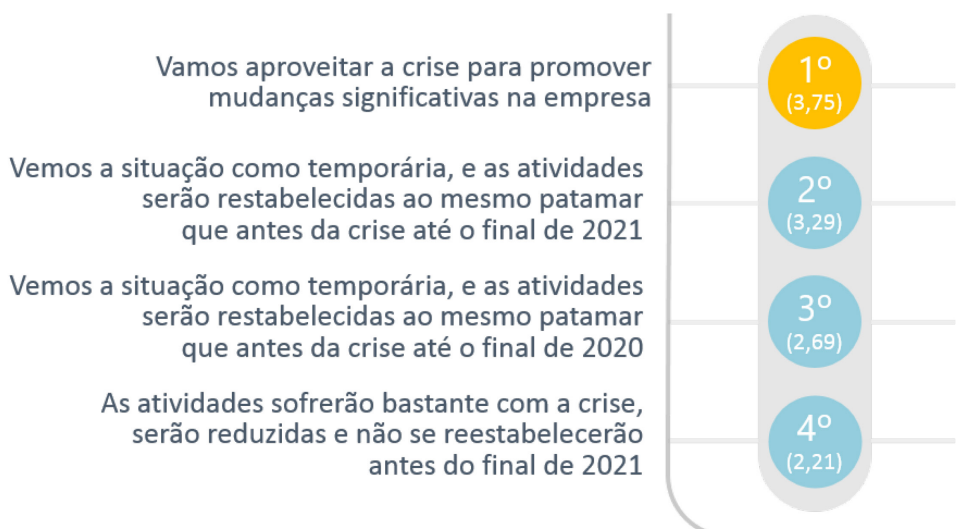 Vamos aproveitar a crise para promover
mudanças significativas na empresa
1º
(3,75)
Vemos a situação como temporária, e as atividades
serão restabelecidas ao mesmo patamar
que antes da crise até o final de 2021
2º
(3,29)
Vemos a situação como temporária, e as atividades
serão restabelecidas ao mesmo patamar
que antes da crise até o final de 2020
3º
(2,69)
As atividades sofrerão bastante com a crise,
serão reduzidas e não se reestabelecerão
antes do final de 2021
4º
(2,21)